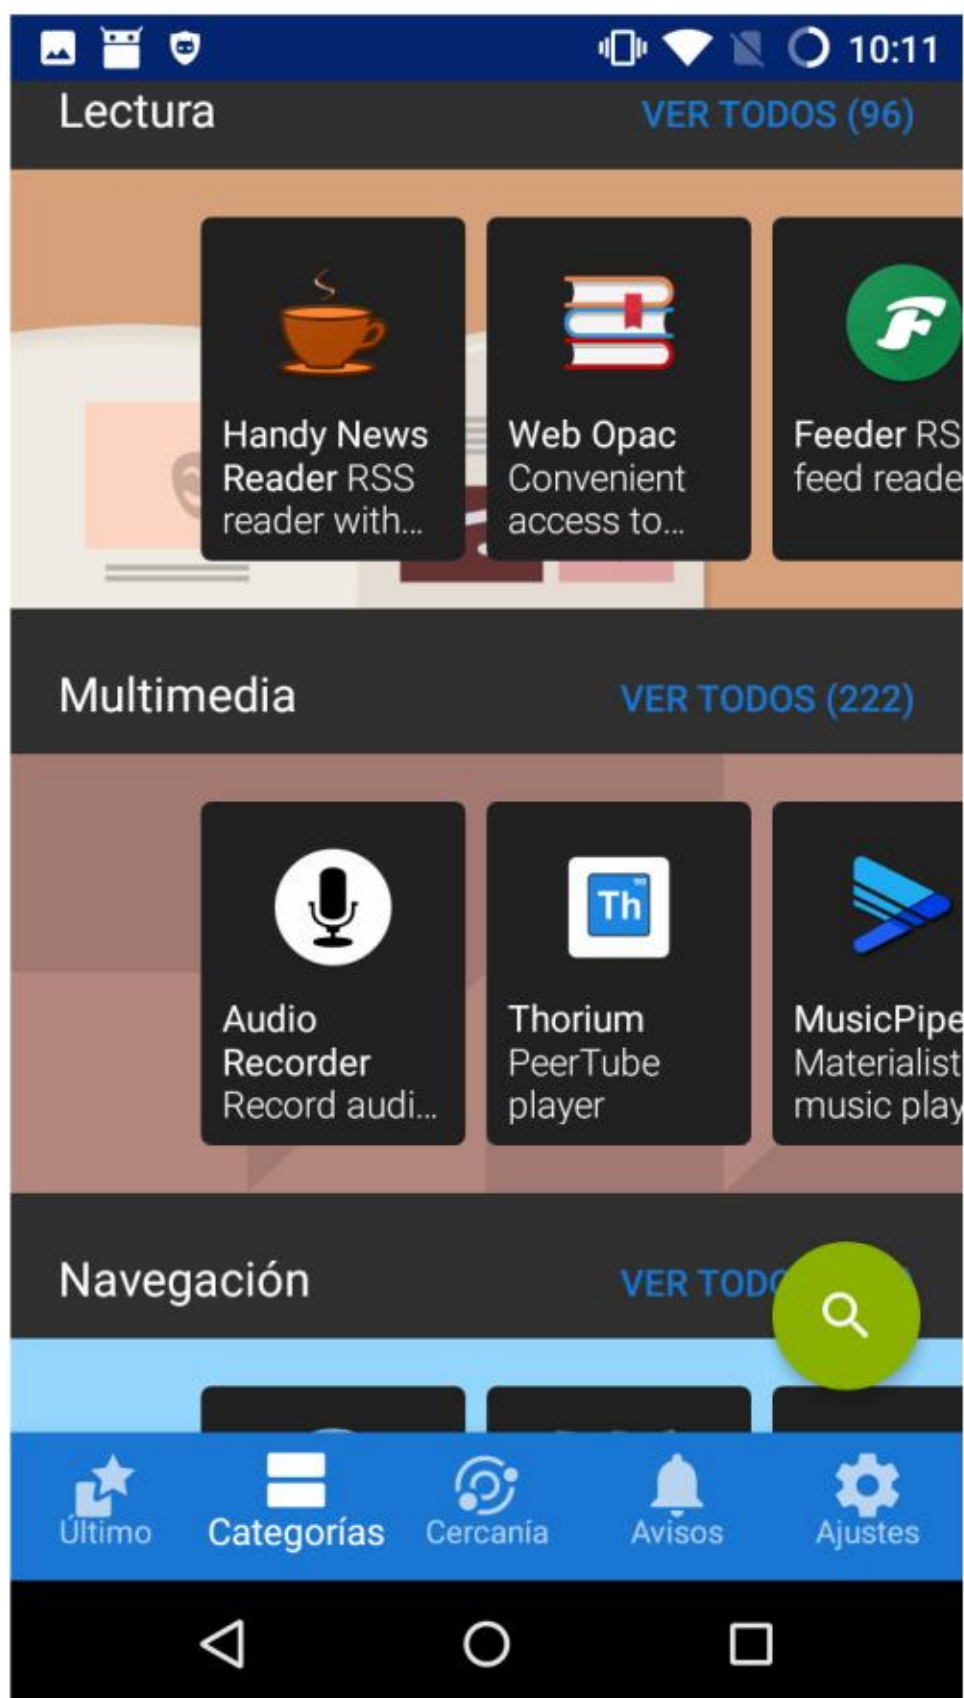 10:11
Lectura VER TODOS (96)
Handy News
Reader RSS
reader with...
Web Opac
Convenient
access to...
Feeder RS
feed reade
Multimedia VER TODOS (222)
Audio
Recorder
Record audi...
Th
Thorium
PeerTube
player
MusicPipe
Materialist
music play
Navegación VER TODO
Último Categorías Cercanía Avisos Ajustes